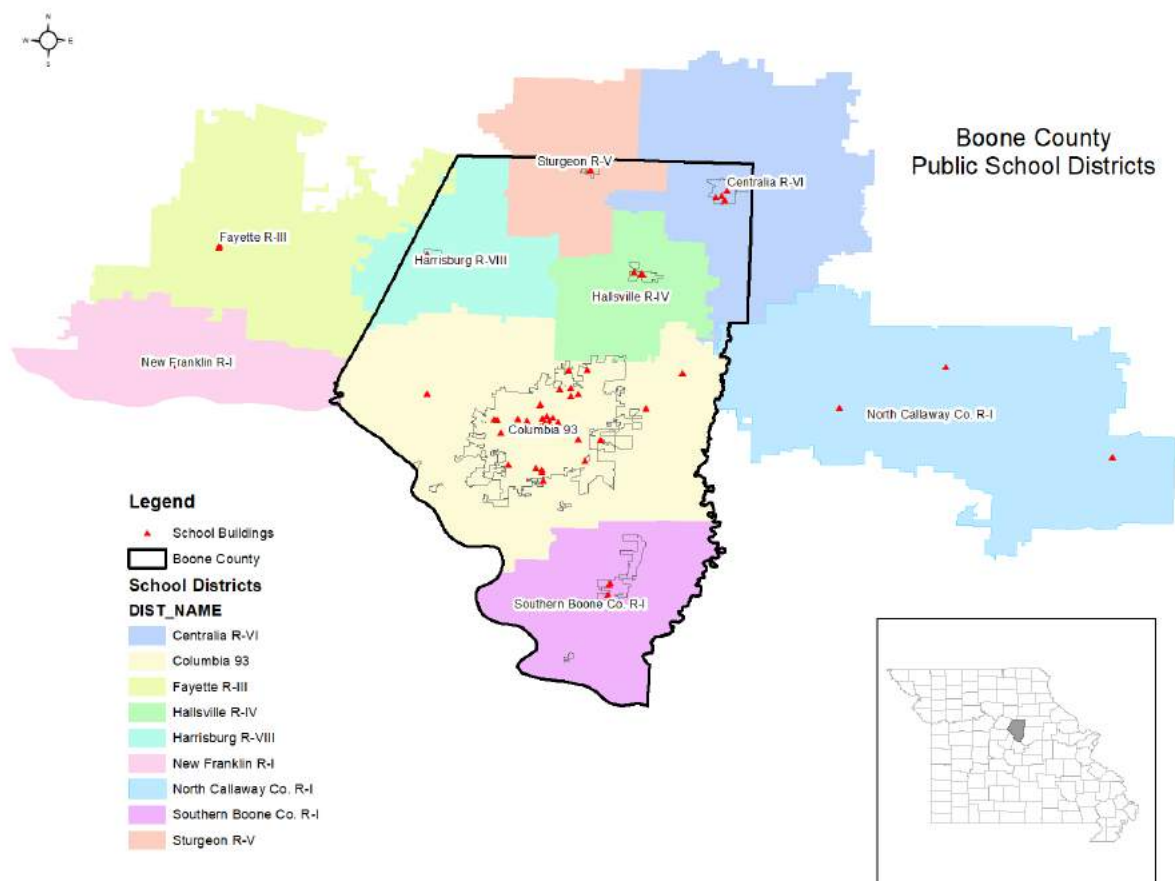 N
W E
S
Boone County
Public School Districts
Sturgeon R-V
Centralia R-VI
Fayette R-III
Harrisburg R-VIII
Hallsville R-IV
New Franklin R-I
North Callaway Co. R-I
Columbia 93
Southern Boone Co. R-I
Legend
School Buildings
Boone County
School Districts
DIST_NAME
Centralia R-VI
Columbia 93
Fayette R-III
Hallsville R-IV
Harrisburg R-VIII
New Franklin R-I
North Callaway Co. R-I
Southern Boone Co. R-I
Sturgeon R-V